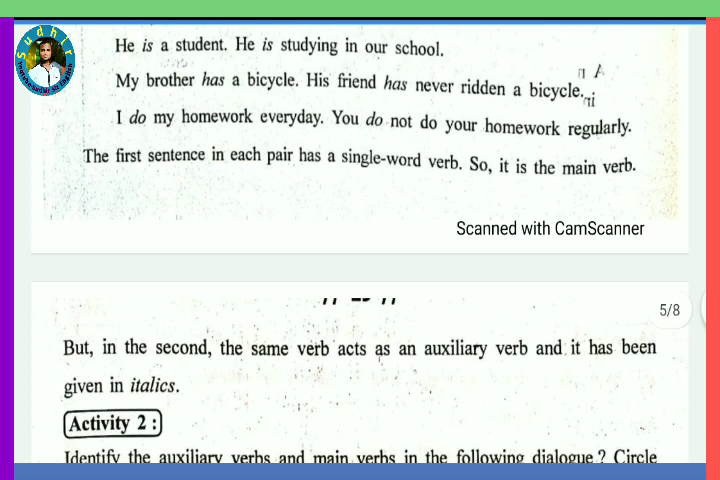 Sudhir
He is a student. He is studying in our school.
My brother has a bicycle. His friend has never ridden a bicycle.
I do my homework everyday. You do not do your homework regularly.
The first sentence in each pair has a single-word verb. So, it is the main verb.
Scanned with CamScanner
5/8
But, in the second, the same verb acts as an auxiliary verb and it has been
given in italics.
Activity 2 :
Identify the auxiliary verbs and main verbs in the following dialogue ? Circle